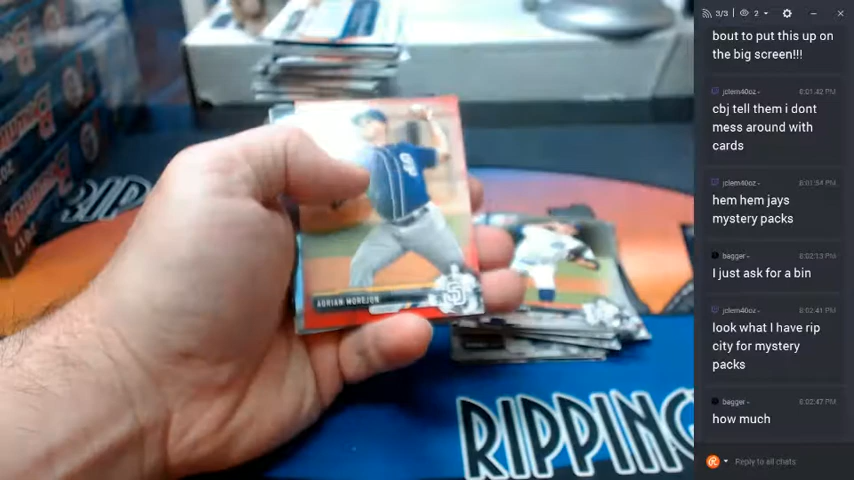 3/3 2
bout to put this up on
the big screen!!!
jclem40oz - 8:01:42 PM
cbj tell them i dont
mess around with
cards
jclem40oz - 8:01:54 PM
hem hem jays
mystery packs
bagger - 8:02:13 PM
I just ask for a bin
jclem40oz - 8:02:41 PM
look what I have rip
city for mystery
packs
bagger - 8:02:47 PM
how much
Reply to all chats
ADRIAN MOREJON
RIPPING